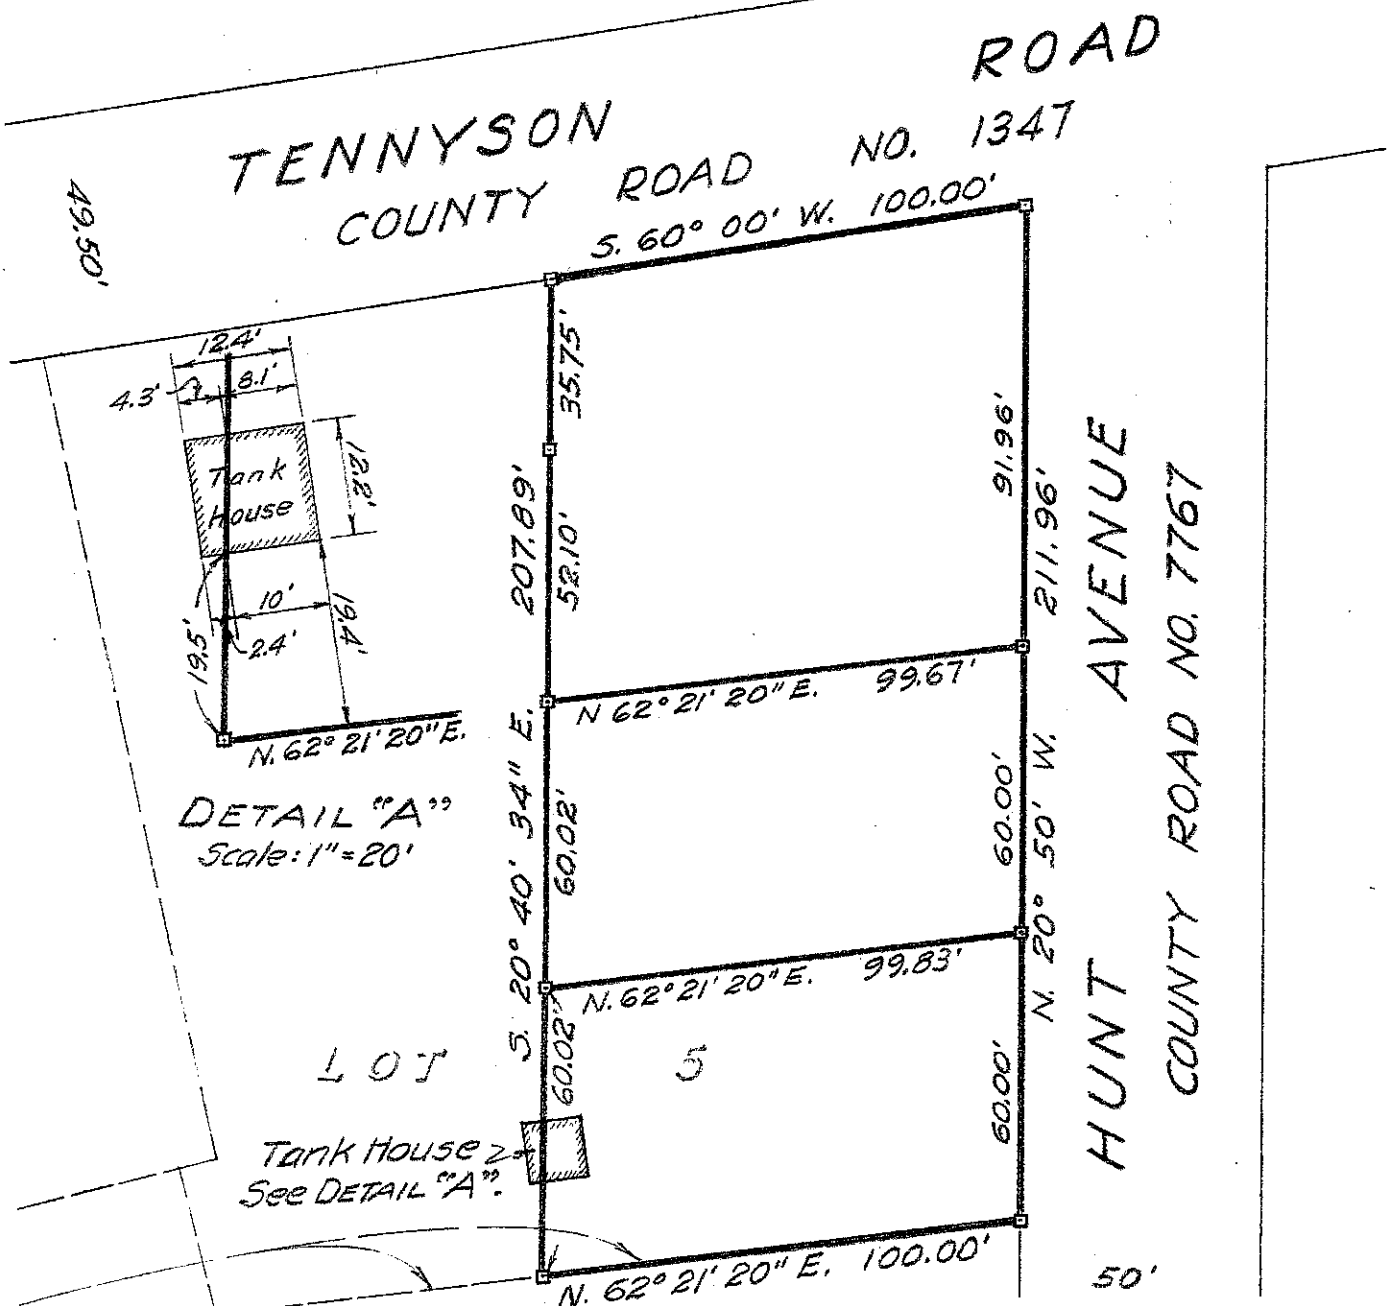 ROAD
TENNYSON
COUNTY ROAD NO. 1347
S. 60° 00' W. 100.00'
49.50'
12.4'
4.3'
8.1'
Tank
House
12.2'
10'
2.4'
19.5'
19.4'
N. 62° 21' 20" E.
DETAIL "A"
Scale: 1" = 20'
35.75'
52.10'
207.89'
S. 20° 40' 34" E.
60.02'
60.02'
91.96'
211.96'
N. 20° 50' W.
60.00'
60.00'
N 62° 21' 20" E. 99.67'
N. 62° 21' 20" E. 99.83'
LOT 5
Tank House
See DETAIL "A".
N. 62° 21' 20" E. 100.00'
HUNT AVENUE
COUNTY ROAD NO. 7767
50'